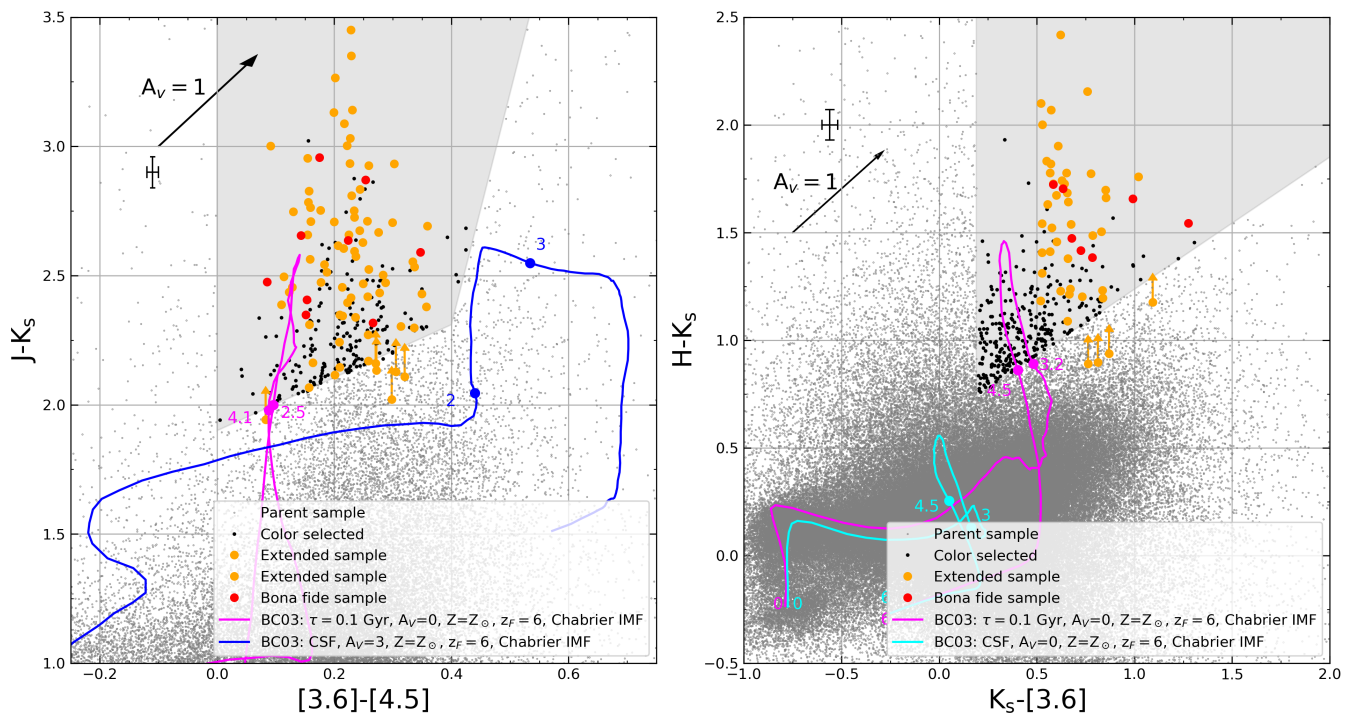 3.5
3.0
2.5
2.0
1.5
1.0
J-Ks
A_v = 1
3
2
4.1
2.5
Parent sample
Color selected
Extended sample
Extended sample
Bona fide sample
BC03: τ = 0.1 Gyr, A_V=0, Z=Z⊙, z_F = 6, Chabrier IMF
BC03: CSF, A_V=3, Z=Z⊙, z_F = 6, Chabrier IMF
−0.2
0.0
0.2
0.4
0.6
[3.6]-[4.5]
2.5
2.0
1.5
1.0
0.5
0.0
−0.5
H-Ks
A_v = 1
3.2
4.5
4.5
3
0
0
Parent sample
Color selected
Extended sample
Extended sample
Bona fide sample
BC03: τ = 0.1 Gyr, A_V=0, Z=Z⊙, z_F = 6, Chabrier IMF
BC03: CSF, A_V=0, Z=Z⊙, z_F = 6, Chabrier IMF
−1.0
−0.5
0.0
0.5
1.0
1.5
2.0
Ks-[3.6]